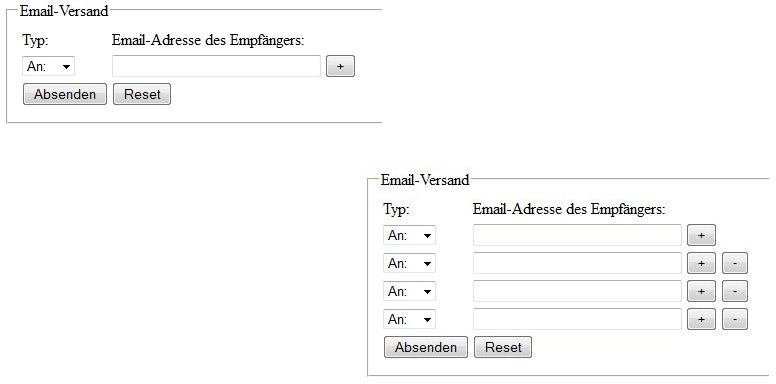 Email-Versand
Typ: Email-Adresse des Empfängers:
An: +
Absenden Reset
Email-Versand
Typ: Email-Adresse des Empfängers:
An: +
An: + -
An: + -
An: + -
Absenden Reset